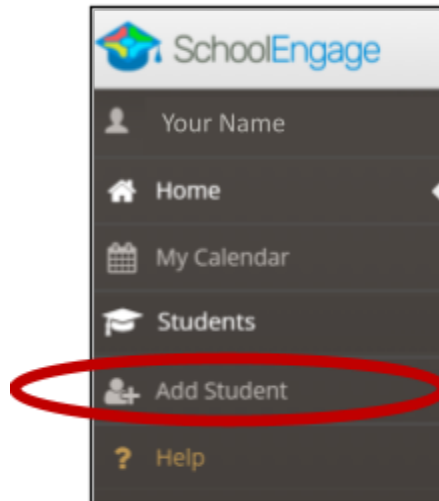 SchoolEngage
Your Name
Home
My Calendar
Students
Add Student
? Help